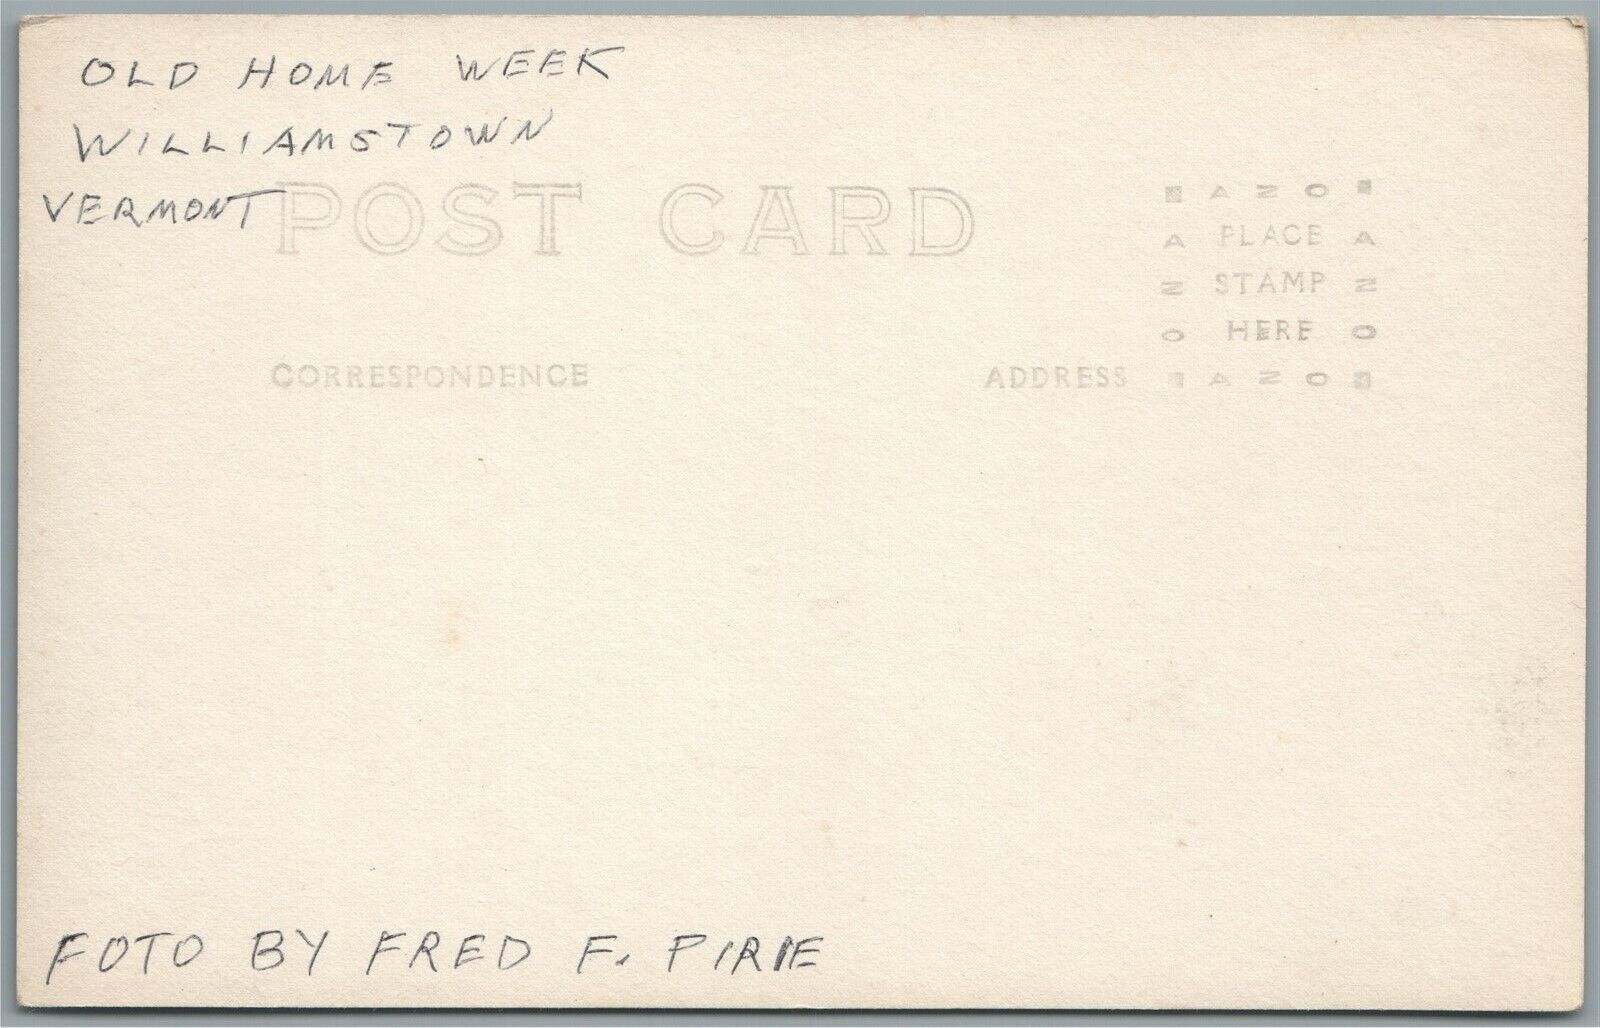 OLD HOME WEEK
WILLIAMSTOWN
VERMONT
POST CARD
AZO
A PLACE A
Z STAMP Z
O HERE O
CORRESPONDENCE
ADDRESS
AZO
FOTO BY FRED F. PIRIE